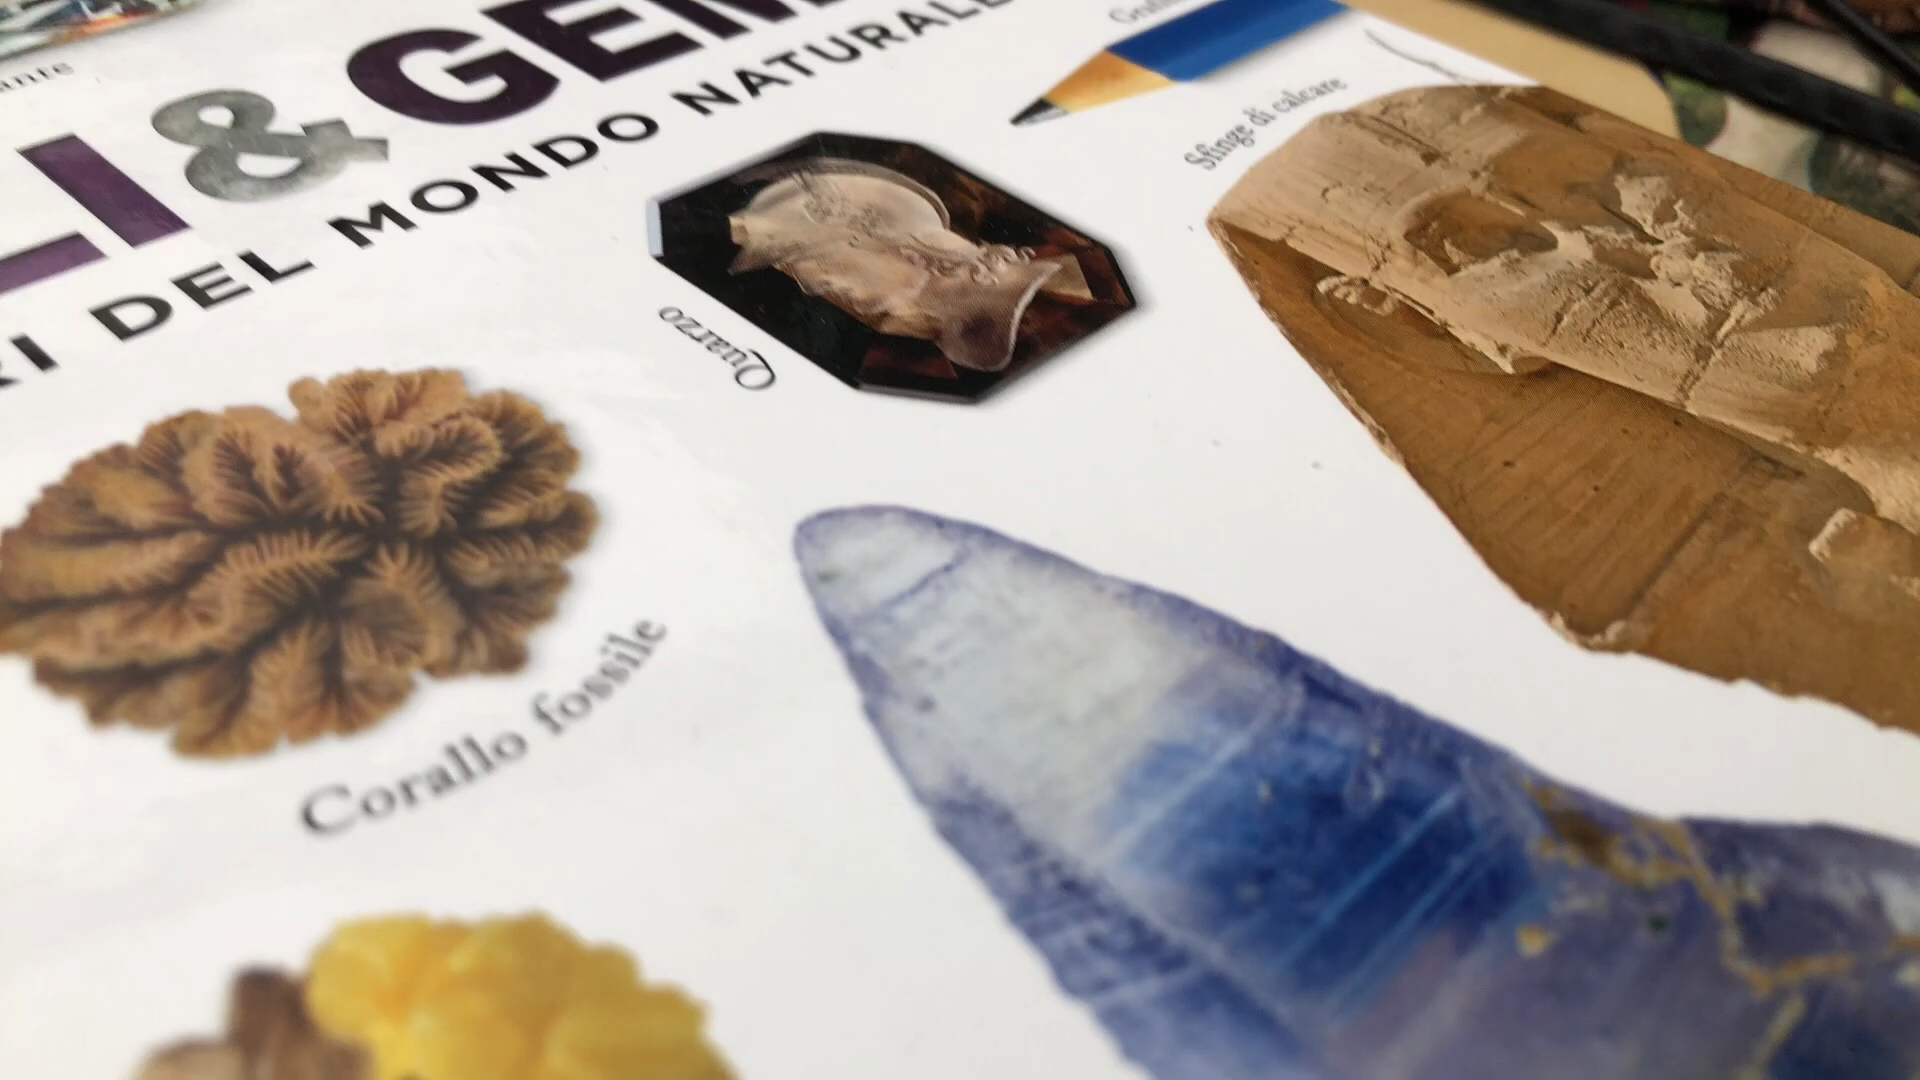 LI & GEM
RI DEL MONDO NATURALE
Sfinge di calcare
Quarzo
Corallo fossile